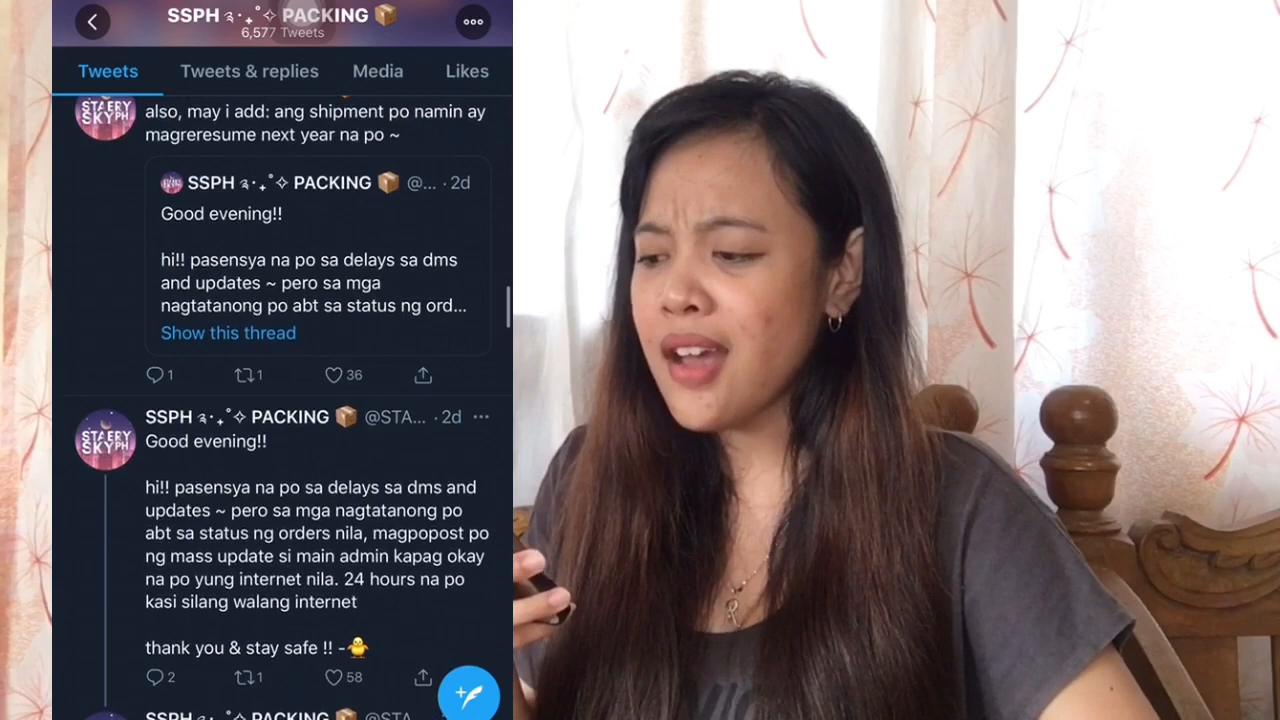 SSPH ༉‧₊˚✧ PACKING 📦
6,577 Tweets
Tweets
Tweets & replies
Media
Likes
STAERY
SKYPH
also, may i add: ang shipment po namin ay
magreresume next year na po ~
SSPH ༉‧₊˚✧ PACKING 📦 @... · 2d
Good evening!!
hi!! pasensya na po sa delays sa dms
and updates ~ pero sa mga
nagtatanong po abt sa status ng ord...
Show this thread
1
1
36
SSPH ༉‧₊˚✧ PACKING 📦 @STA... · 2d
STAERY
SKYPH
Good evening!!
hi!! pasensya na po sa delays sa dms and
updates ~ pero sa mga nagtatanong po
abt sa status ng orders nila, magpopost po
ng mass update si main admin kapag okay
na po yung internet nila. 24 hours na po
kasi silang walang internet
thank you & stay safe !! -🐥
2
1
58
SSPH ༉‧₊˚✧ PACKING 📦 @STA